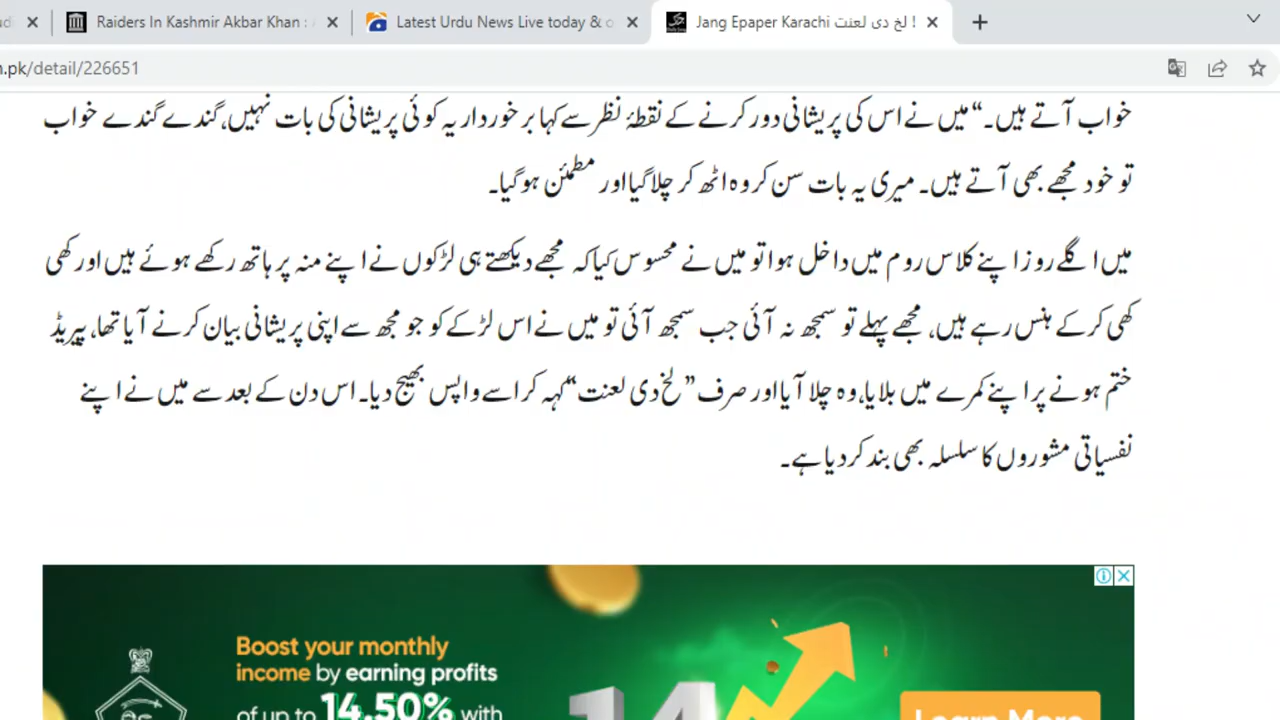 Raiders In Kashmir Akbar Khan : A
Latest Urdu News Live today & o
Jang Epaper Karachi لخ دی لعنت !
n.pk/detail/226651
خواب آتے ہیں۔“ میں نے اس کی پریشانی دور کرنے کے نقطۂ نظر سے کہا برخوردار یہ کوئی پریشانی کی بات نہیں، گندے گندے خواب
تو خود مجھے بھی آتے ہیں۔ میری یہ بات سن کر وہ اٹھ کر چلا گیا اور مطمئن ہو گیا۔
میں اگلے روز اپنے کلاس روم میں داخل ہوا تو میں نے محسوس کیا کہ مجھے دیکھتے ہی لڑکوں نے اپنے منہ پر ہاتھ رکھے ہوئے ہیں اور کھی
کھی کر کے ہنس رہے ہیں، مجھے پہلے تو سمجھ نہ آئی جب سمجھ آئی تو میں نے اس لڑکے کو جو مجھ سے اپنی پریشانی بیان کرنے آیا تھا، پیریڈ
ختم ہونے پر اپنے کمرے میں بلایا، وہ چلا آیا اور صرف ”لخ دی لعنت“ کہہ کر اسے واپس بھیج دیا۔ اس دن کے بعد سے میں نے اپنے
نفسیاتی مشوروں کا سلسلہ بھی بند کر دیا ہے۔
Boost your monthly
income by earning profits
of up to 14.50% with
14
Learn More